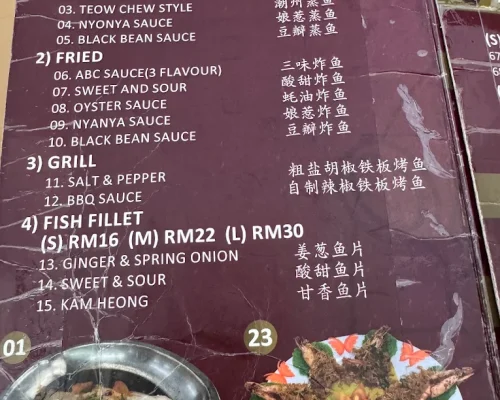 03. TEOW CHEW STYLE 潮州蒸鱼
04. NYONYA SAUCE 娘惹蒸鱼
05. BLACK BEAN SAUCE 豆瓣蒸鱼
2) FRIED
06. ABC SAUCE(3 FLAVOUR) 三味炸鱼
07. SWEET AND SOUR 酸甜炸鱼
08. OYSTER SAUCE 蚝油炸鱼
09. NYANYA SAUCE 娘惹炸鱼
10. BLACK BEAN SAUCE 豆瓣炸鱼
3) GRILL
11. SALT & PEPPER 粗盐胡椒铁板烤鱼
12. BBQ SAUCE 自制辣椒铁板烤鱼
4) FISH FILLET
(S) RM16 (M) RM22 (L) RM30
13. GINGER & SPRING ONION 姜葱鱼片
14. SWEET & SOUR 酸甜鱼片
15. KAM HEONG 甘香鱼片
01
23